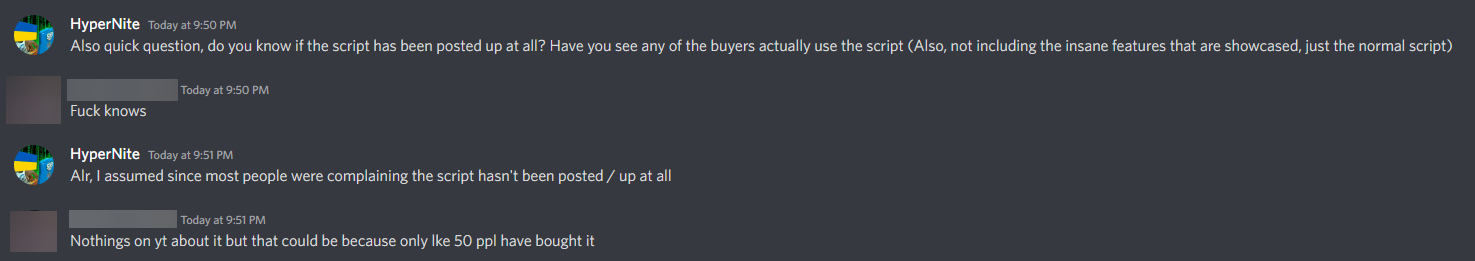 HyperNite Today at 9:50 PM
Also quick question, do you know if the script has been posted up at all? Have you see any of the buyers actually use the script (Also, not including the insane features that are showcased, just the normal script)
Today at 9:50 PM
Fuck knows
HyperNite Today at 9:51 PM
Alr, I assumed since most people were complaining the script hasn't been posted / up at all
Today at 9:51 PM
Nothings on yt about it but that could be because only lke 50 ppl have bought it